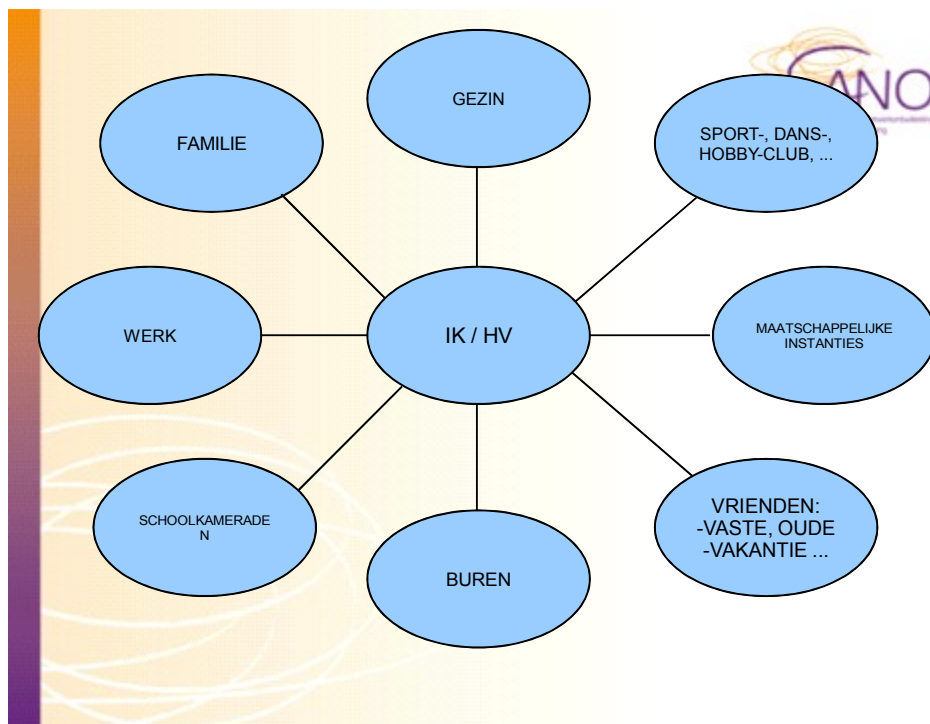 GEZIN
FAMILIE
SPORT-, DANS-,
HOBBY-CLUB, ...
WERK
IK / HV
MAATSCHAPPELIJKE
INSTANTIES
SCHOOLKAMERADE
N
VRIENDEN:
-VASTE, OUDE
-VAKANTIE ...
BUREN